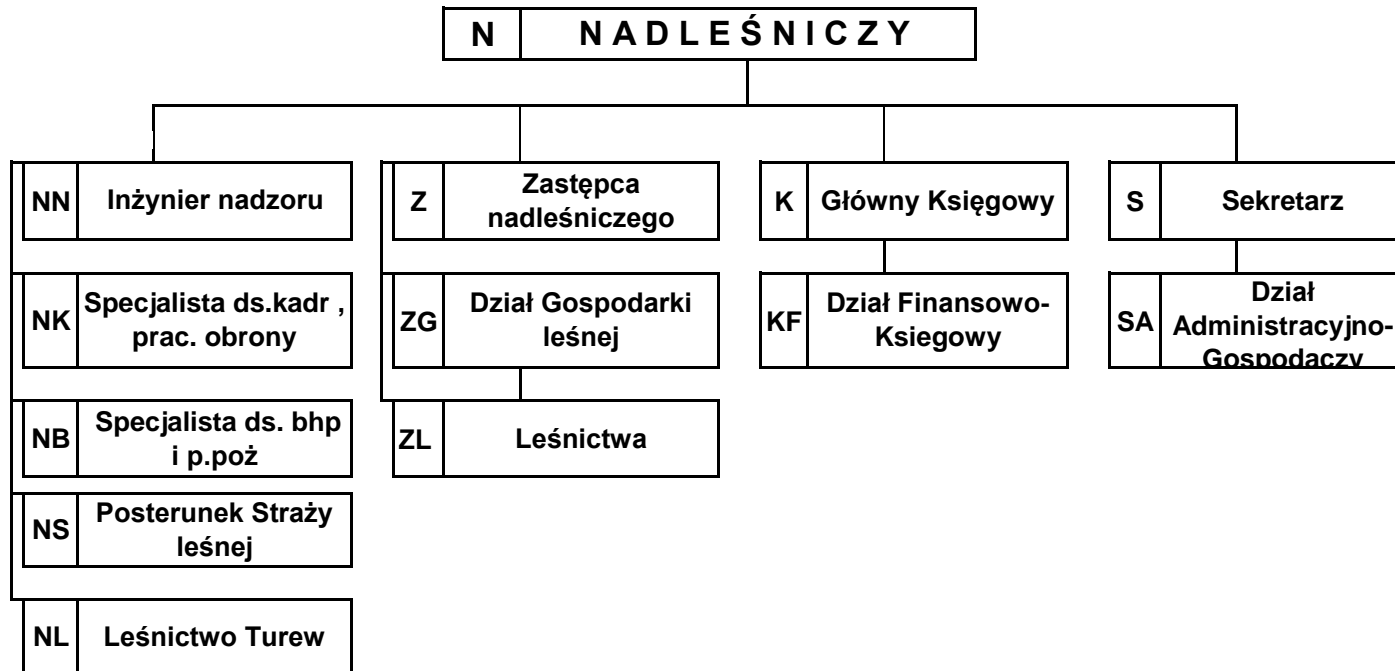 N NADLEŚNICZY
NN Inżynier nadzoru
Z Zastępca
nadleśniczego
K Główny Księgowy
S Sekretarz
NK Specjalista ds.kadr ,
prac. obrony
ZG Dział Gospodarki
leśnej
KF Dział Finansowo-
Ksiegowy
SA Dział
Administracyjno-
Gospodaczy
NB Specjalista ds. bhp
i p.poż
ZL Leśnictwa
NS Posterunek Straży
leśnej
NL Leśnictwo Turew